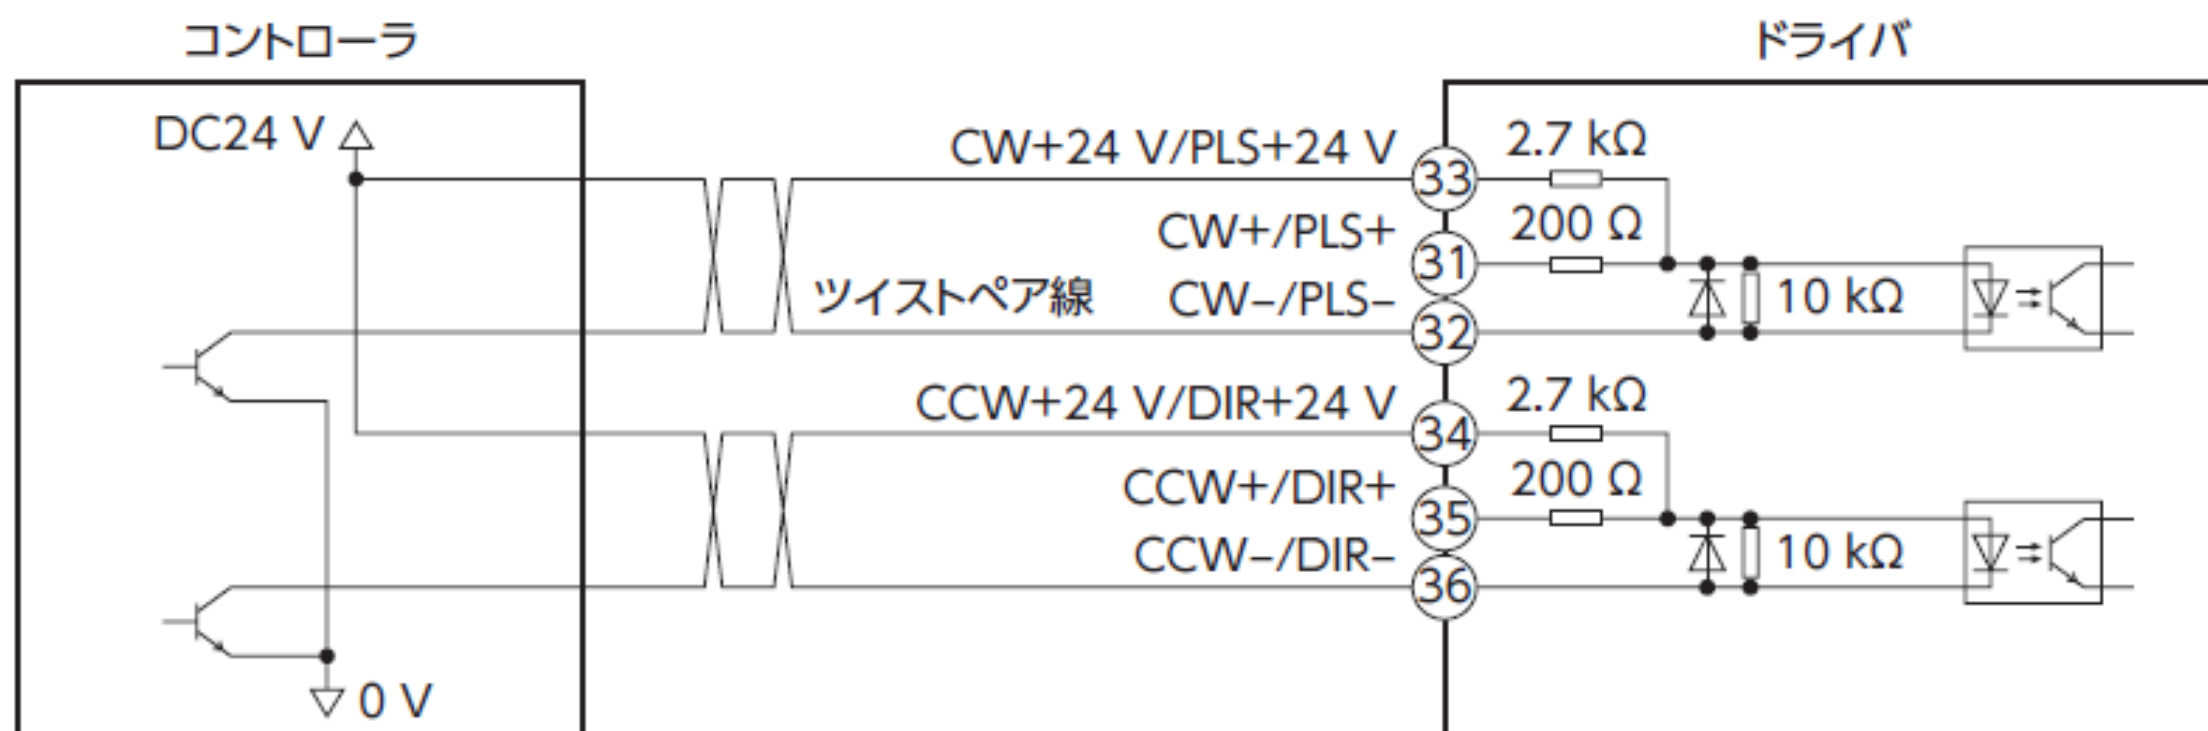 コントローラ
ドライバ
DC24 V
CW+24 V/PLS+24 V
33
2.7 kΩ
CW+/PLS+
31
200 Ω
ツイストペア線
CW−/PLS−
32
10 kΩ
CCW+24 V/DIR+24 V
34
2.7 kΩ
CCW+/DIR+
35
200 Ω
CCW−/DIR−
36
10 kΩ
0 V